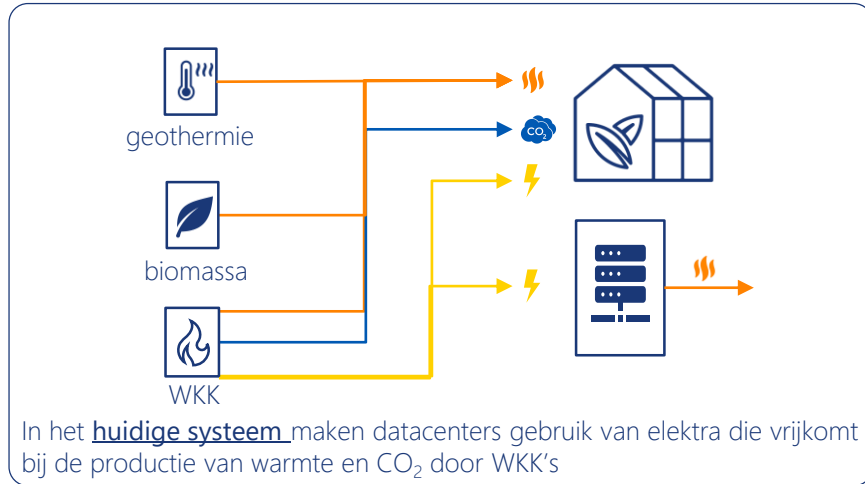 geothermie
CO₂
biomassa
WKK
In het huidige systeem maken datacenters gebruik van elektra die vrijkomt
bij de productie van warmte en CO₂ door WKK's